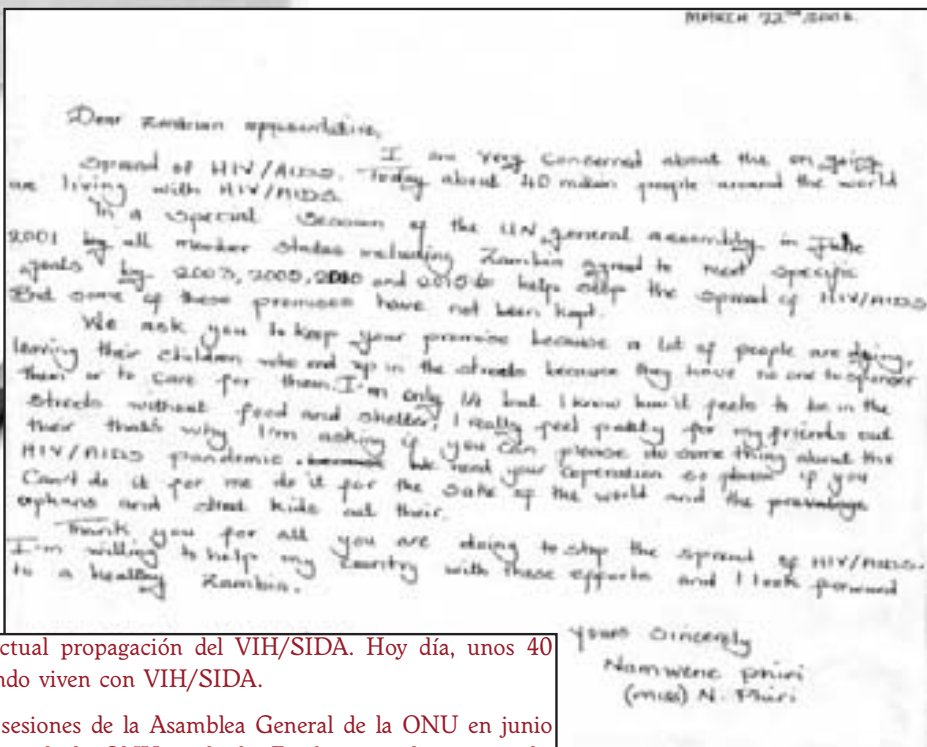 MARCH 22nd, 2006.
Dear Zambian representative,
I am very concerned about the on going
spread of HIV/AIDS. Today about 40 million people around the world
are living with HIV/AIDS.
In a special session of the UN general assembly in June
2001 all member states including Zambia agreed to meet specific
goals by 2003, 2005, 2010 and 2015 to help stop the spread of HIV/AIDS
But some of these promises have not been kept.
We ask you to keep your promise because a lot of people are dying,
leaving their children who end up in the streets because they have no one to sponser
them or to care for them. I'm only 14 but I know how it feels to be in the
streets without food and shelter, I really feel for my friends out
their thats why I'm asking if you can please do some thing about the
HIV/AIDS pandemic. We need your coperation so please if you
Can't do it for me do it for the sake of the world and the
orphans and street kids out their.
Thank you for all you are doing to stop the spread of HIV/AIDS.
I'm willing to help my country with these efforts and I look forward
to a healthy Zambia.
yours sincerely
Namwene phiri
(miss) N. Phiri
ctual propagación del VIH/SIDA. Hoy día, unos 40
ndo viven con VIH/SIDA.
sesiones de la Asamblea General de la ONU en junio